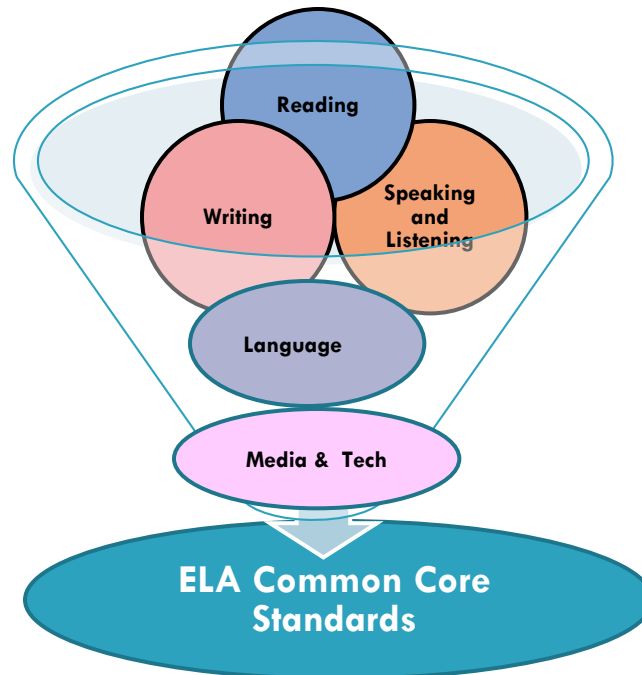 Reading
Writing
Speaking
and
Listening
Language
Media & Tech
ELA Common Core
Standards